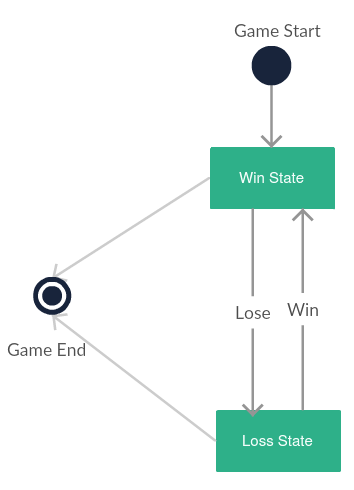 Game Start
Win State
Lose
Win
Game End
Loss State